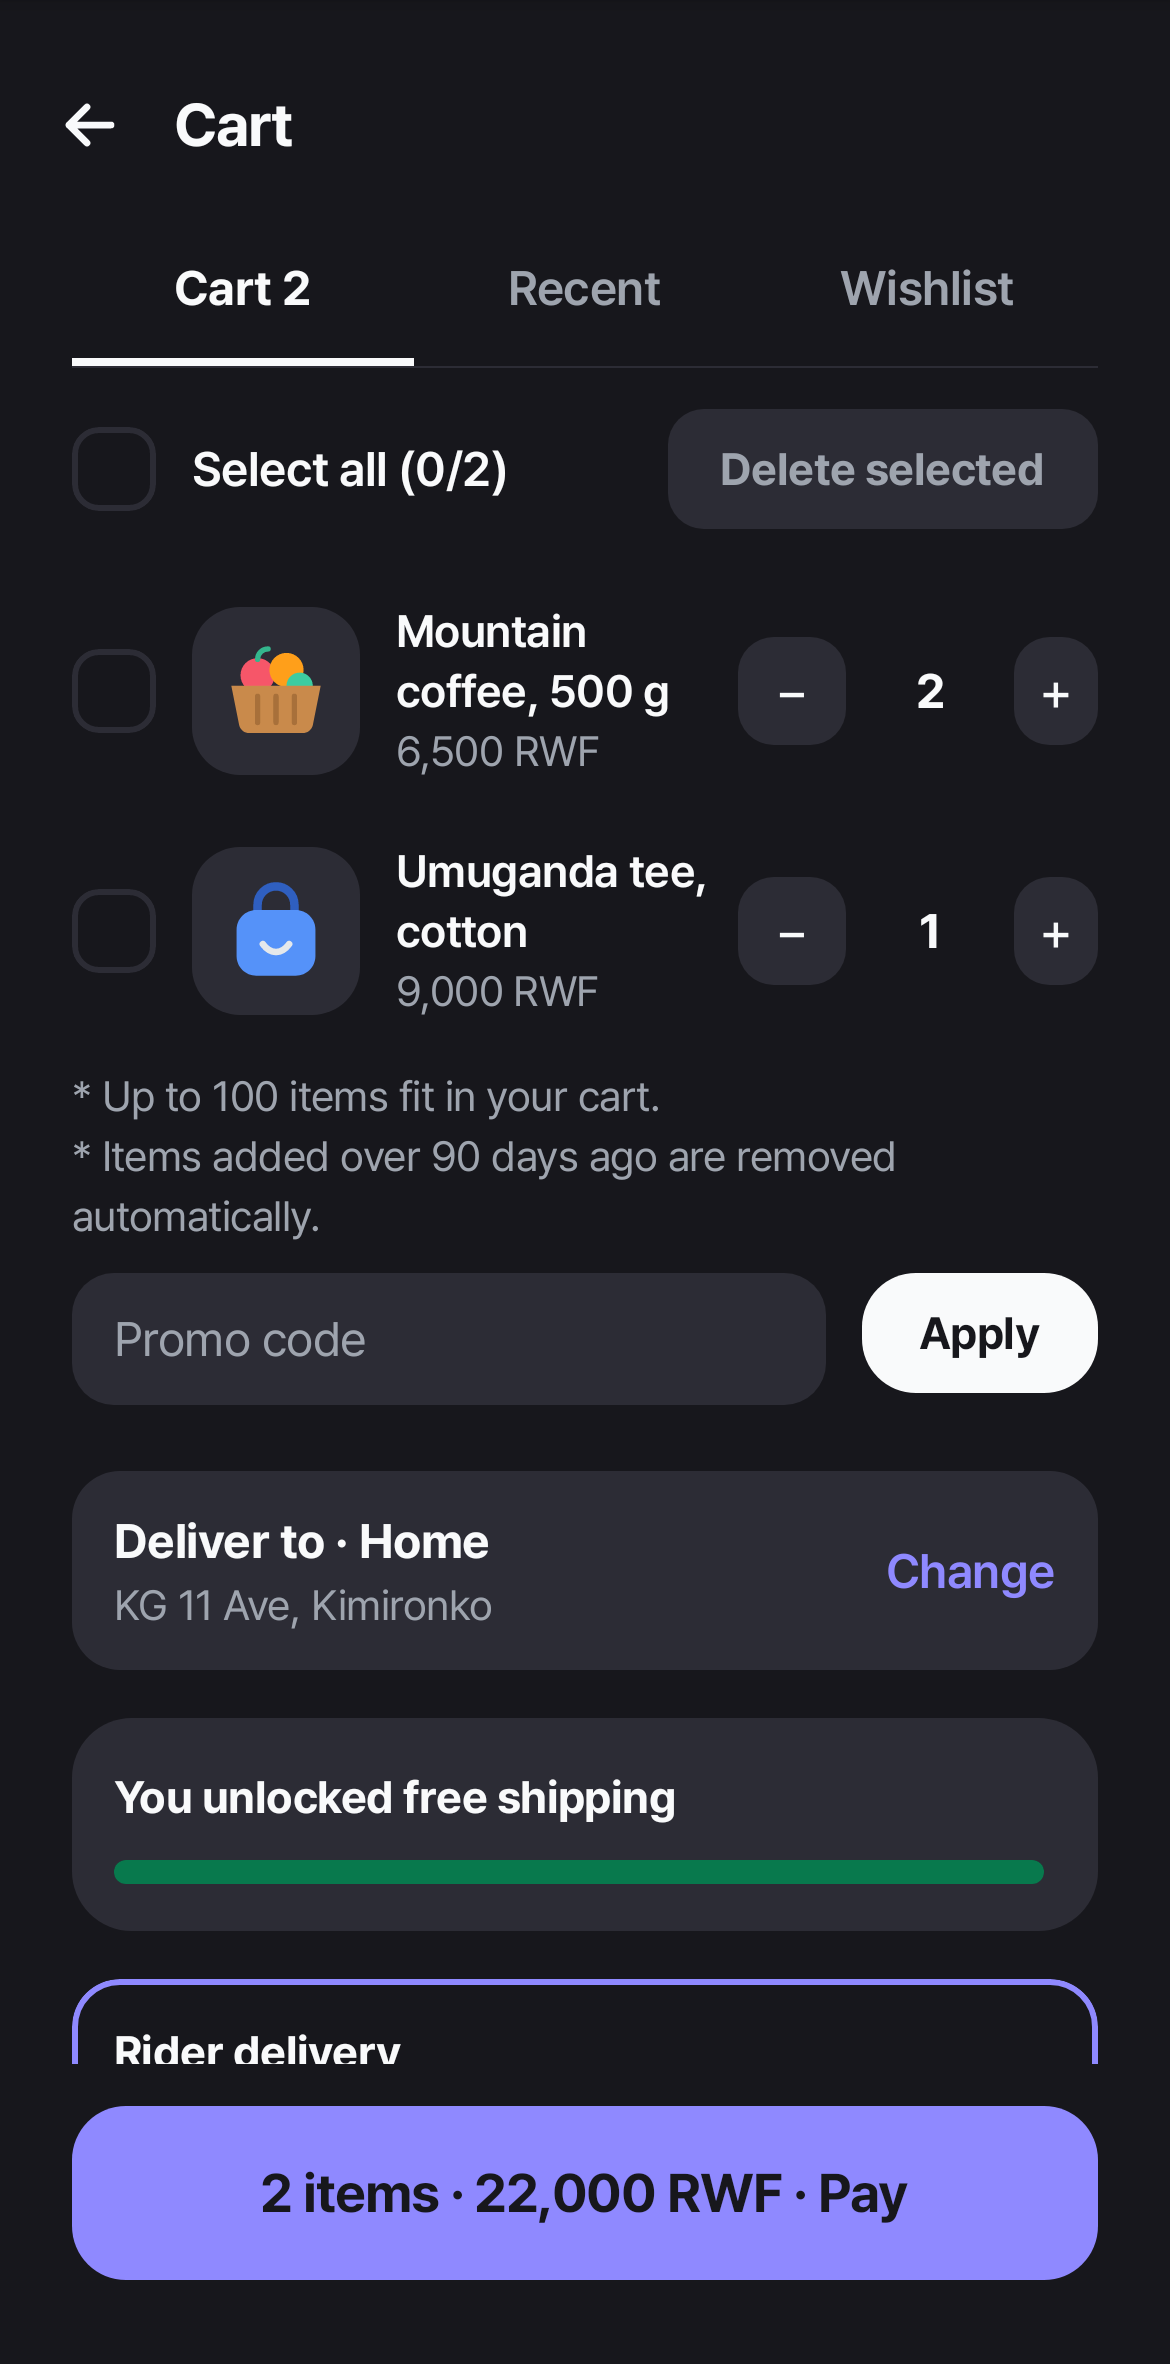 Cart
Cart 2
Recent
Wishlist
Select all (0/2)
Delete selected
Mountain
coffee, 500 g
6,500 RWF
−
2
+
Umuganda tee,
cotton
9,000 RWF
−
1
+
* Up to 100 items fit in your cart.
* Items added over 90 days ago are removed
automatically.
Promo code
Apply
Deliver to · Home
KG 11 Ave, Kimironko
Change
You unlocked free shipping
Rider delivery
2 items · 22,000 RWF · Pay